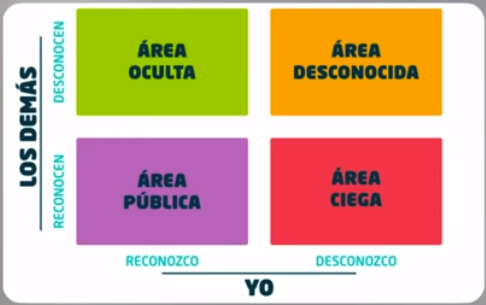 LOS DEMÁS
DESCONOCEN
ÁREA
OCULTA
ÁREA
DESCONOCIDA
RECONOCEN
ÁREA
PÚBLICA
ÁREA
CIEGA
RECONOZCO
DESCONOZCO
YO